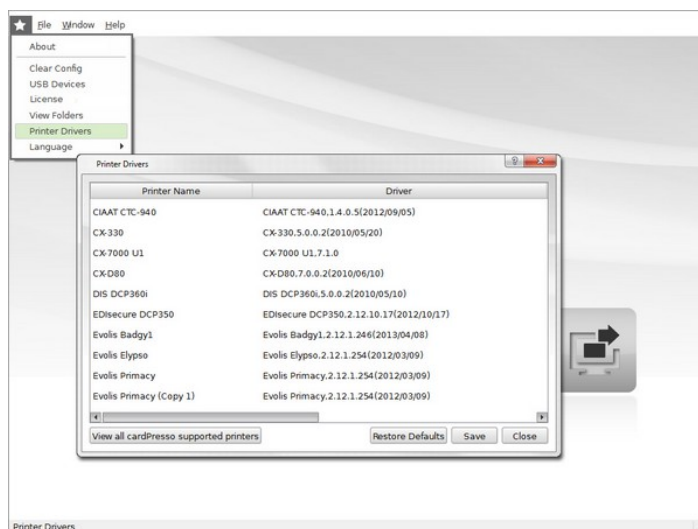 File Window Help
About
Clear Config
USB Devices
License
View Folders
Printer Drivers
Language
Printer Drivers
Printer Name Driver
CIAAT CTC-940 CIAAT CTC-940,1.4.0.5(2012/09/05)
CX-330 CX-330,5.0.0.2(2010/05/20)
CX-7000 U1 CX-7000 U1,7.1.0
CX-D80 CX-D80,7.0.0.2(2010/06/10)
DIS DCP360i DIS DCP360i,5.0.0.2(2010/05/10)
EDIsecure DCP350 EDIsecure DCP350,2.12.10.17(2012/10/17)
Evolis Badgy1 Evolis Badgy1,2.12.1.246(2013/04/08)
Evolis Elypso Evolis Elypso,2.12.1.254(2012/03/09)
Evolis Primacy Evolis Primacy,2.12.1.254(2012/03/09)
Evolis Primacy (Copy 1) Evolis Primacy,2.12.1.254(2012/03/09)
View all cardPresso supported printers Restore Defaults Save Close
Printer Drivers